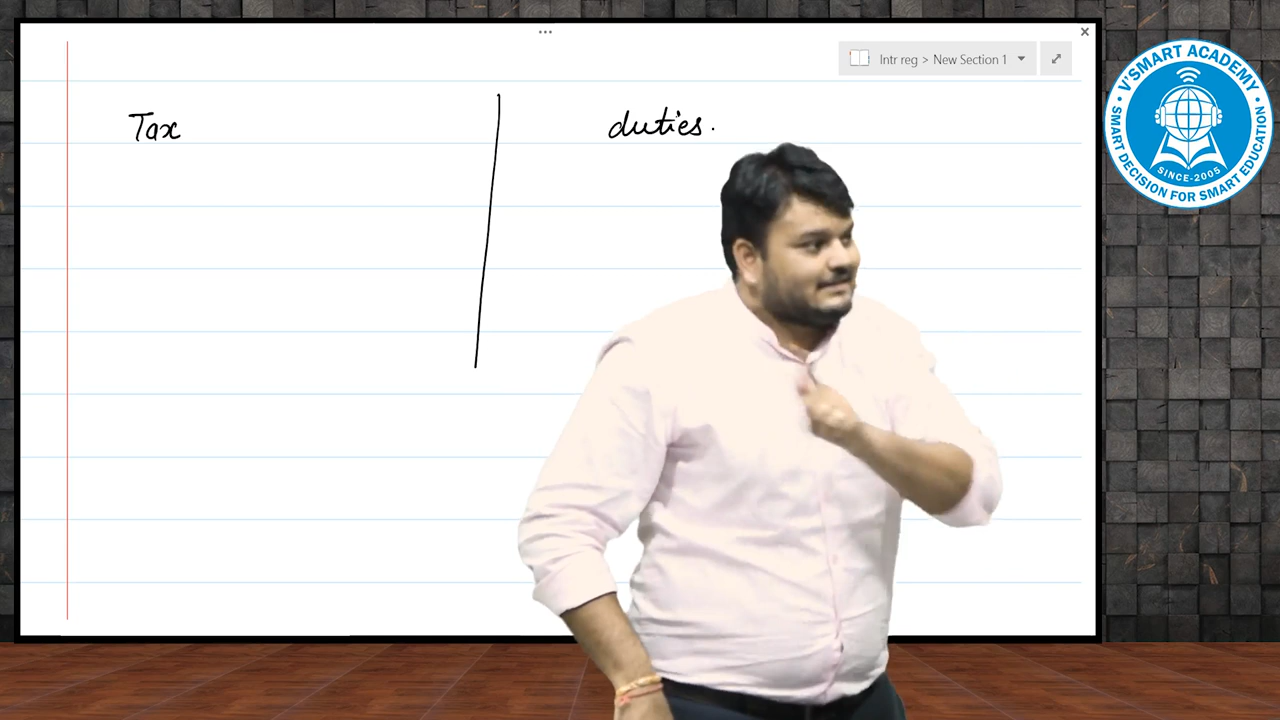 Tax
duties.
Intr reg > New Section 1
V'SMART ACADEMY
SMART DECISION FOR SMART EDUCATION
SINCE-2005